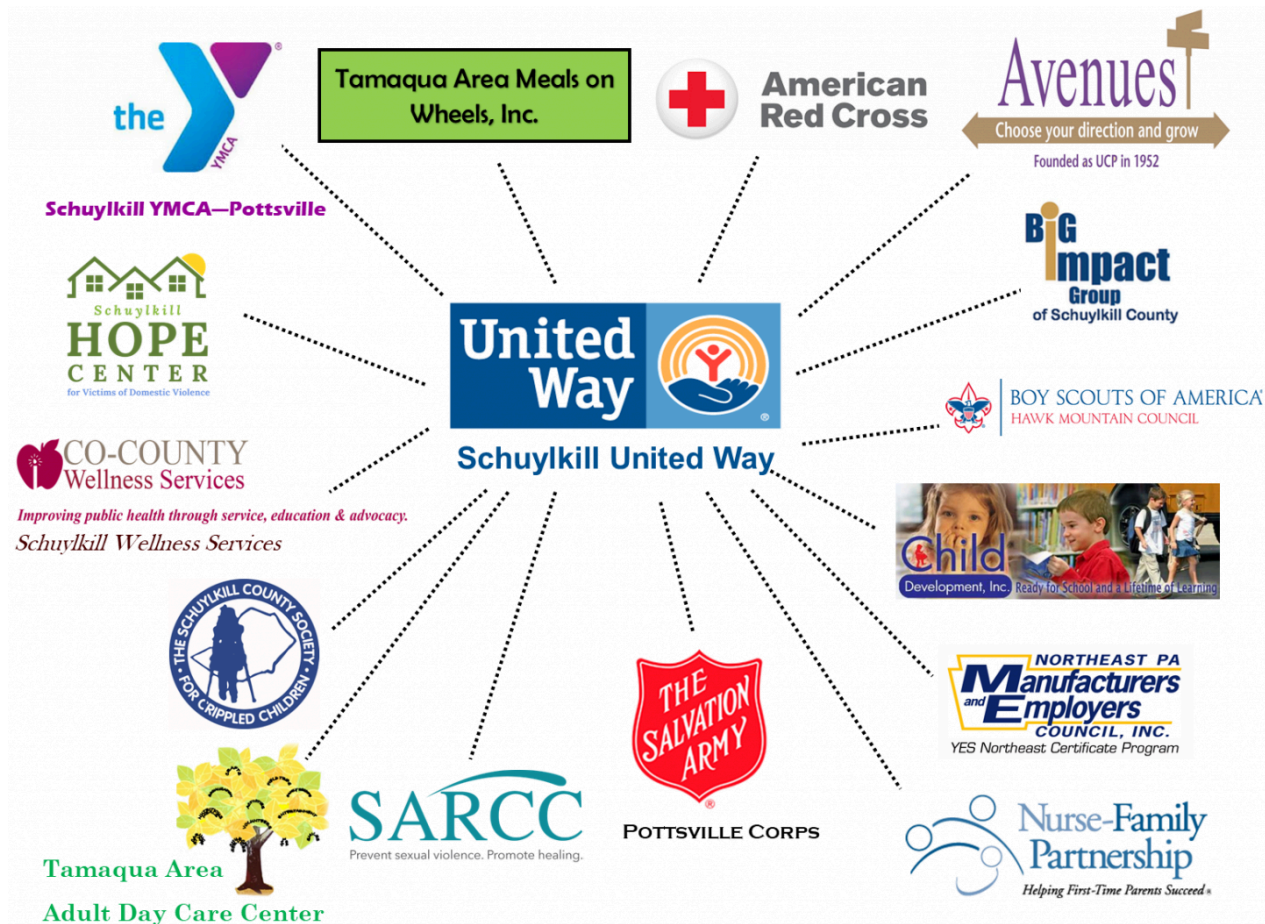 the
YMCA
®
Schuylkill YMCA—Pottsville
Tamaqua Area Meals on
Wheels, Inc.
American
Red Cross
Avenues
Choose your direction and grow
Founded as UCP in 1952
Schuylkill
HOPE
CENTER
for Victims of Domestic Violence
BiG
impact
Group
of Schuylkill County
United
Way
®
Schuylkill United Way
BOY SCOUTS OF AMERICA®
HAWK MOUNTAIN COUNCIL
CO-COUNTY
Wellness Services
Improving public health through service, education & advocacy.
Schuylkill Wellness Services
Child
Development, Inc. Ready for School and a Lifetime of Learning
THE SCHUYLKILL COUNTY SOCIETY
FOR CRIPPLED CHILDREN
THE
SALVATION
ARMY
®
POTTSVILLE CORPS
NORTHEAST PA
Manufacturers
and Employers
COUNCIL, INC.
YES Northeast Certificate Program
Tamaqua Area
Adult Day Care Center
SARCC
Prevent sexual violence. Promote healing.
Nurse-Family
Partnership
Helping First-Time Parents Succeed®